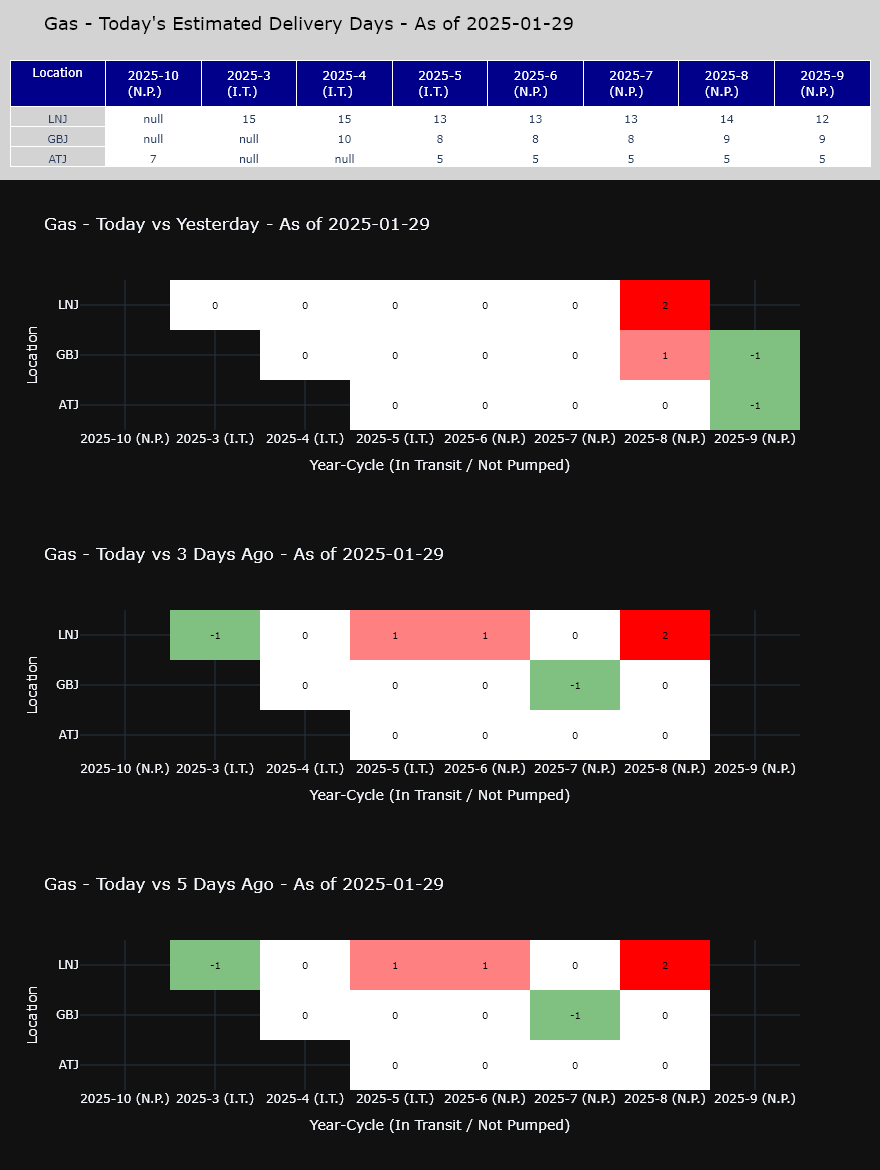 Gas - Today's Estimated Delivery Days - As of 2025-01-29
Location 2025-10 (N.P.) 2025-3 (I.T.) 2025-4 (I.T.) 2025-5 (I.T.) 2025-6 (N.P.) 2025-7 (N.P.) 2025-8 (N.P.) 2025-9 (N.P.)
LNJ null 15 15 13 13 13 14 12
GBJ null null 10 8 8 8 9 9
ATJ 7 null null 5 5 5 5 5
Gas - Today vs Yesterday - As of 2025-01-29
Location
LNJ 0 0 0 0 0 2
GBJ 0 0 0 0 1 -1
ATJ 0 0 0 0 -1
2025-10 (N.P.) 2025-3 (I.T.) 2025-4 (I.T.) 2025-5 (I.T.) 2025-6 (N.P.) 2025-7 (N.P.) 2025-8 (N.P.) 2025-9 (N.P.)
Year-Cycle (In Transit / Not Pumped)
Gas - Today vs 3 Days Ago - As of 2025-01-29
Location
LNJ -1 0 1 1 0 2
GBJ 0 0 0 -1 0
ATJ 0 0 0 0
2025-10 (N.P.) 2025-3 (I.T.) 2025-4 (I.T.) 2025-5 (I.T.) 2025-6 (N.P.) 2025-7 (N.P.) 2025-8 (N.P.) 2025-9 (N.P.)
Year-Cycle (In Transit / Not Pumped)
Gas - Today vs 5 Days Ago - As of 2025-01-29
Location
LNJ -1 0 1 1 0 2
GBJ 0 0 0 -1 0
ATJ 0 0 0 0
2025-10 (N.P.) 2025-3 (I.T.) 2025-4 (I.T.) 2025-5 (I.T.) 2025-6 (N.P.) 2025-7 (N.P.) 2025-8 (N.P.) 2025-9 (N.P.)
Year-Cycle (In Transit / Not Pumped)